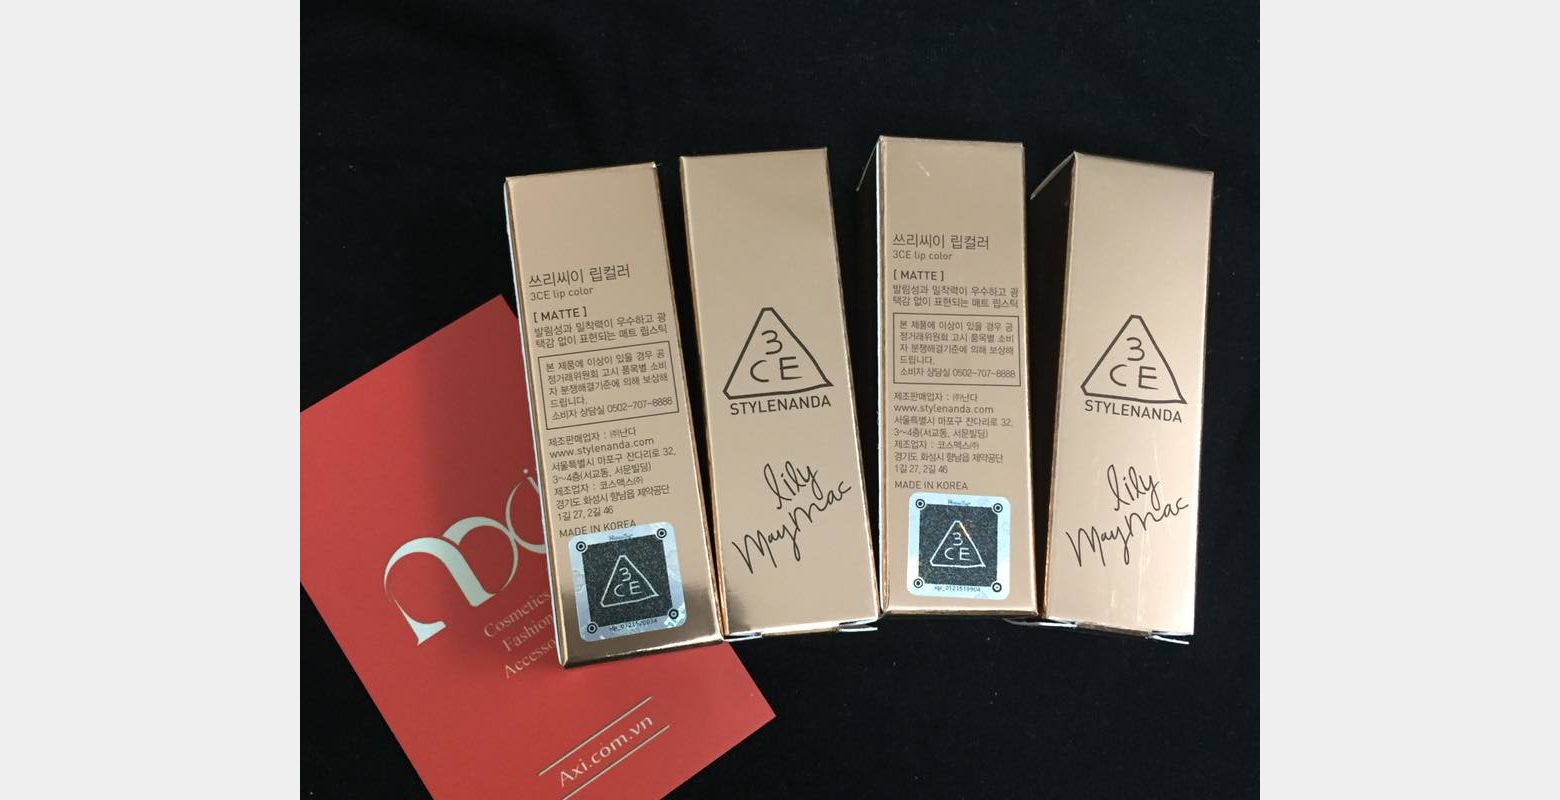 쓰리씨이 립컬러
3CE lip color
[ MATTE ]
발림성과 밀착력이 우수하고 광
택감 없이 표현되는 매트 립스틱
본 제품에 이상이 있을 경우 공
정거래위원회 고시 품목별 소비
자 분쟁해결기준에 의해 보상해
드립니다.
소비자 상담실 0502-707-8888
제조판매업자 : ㈜난다
www.stylenanda.com
서울특별시 마포구 잔다리로 32,
3~4층(서교동, 서문빌딩)
제조업자 : 코스맥스㈜
경기도 화성시 향남읍 제약공단
1길 27, 2길 46
MADE IN KOREA
3
CE
3
CE
STYLENANDA
lily
MayMac
쓰리씨이 립컬러
3CE lip color
[ MATTE ]
발림성과 밀착력이 우수하고 광
택감 없이 표현되는 매트 립스틱
본 제품에 이상이 있을 경우 공
정거래위원회 고시 품목별 소비
자 분쟁해결기준에 의해 보상해
드립니다.
소비자 상담실 0502-707-8888
제조판매업자 : ㈜난다
www.stylenanda.com
서울특별시 마포구 잔다리로 32,
3~4층(서교동, 서문빌딩)
제조업자 : 코스맥스㈜
경기도 화성시 향남읍 제약공단
1길 27, 2길 46
MADE IN KOREA
3
CE
3
CE
STYLENANDA
lily
MayMac
Cosmetics
Fashion
Axi.com.vn